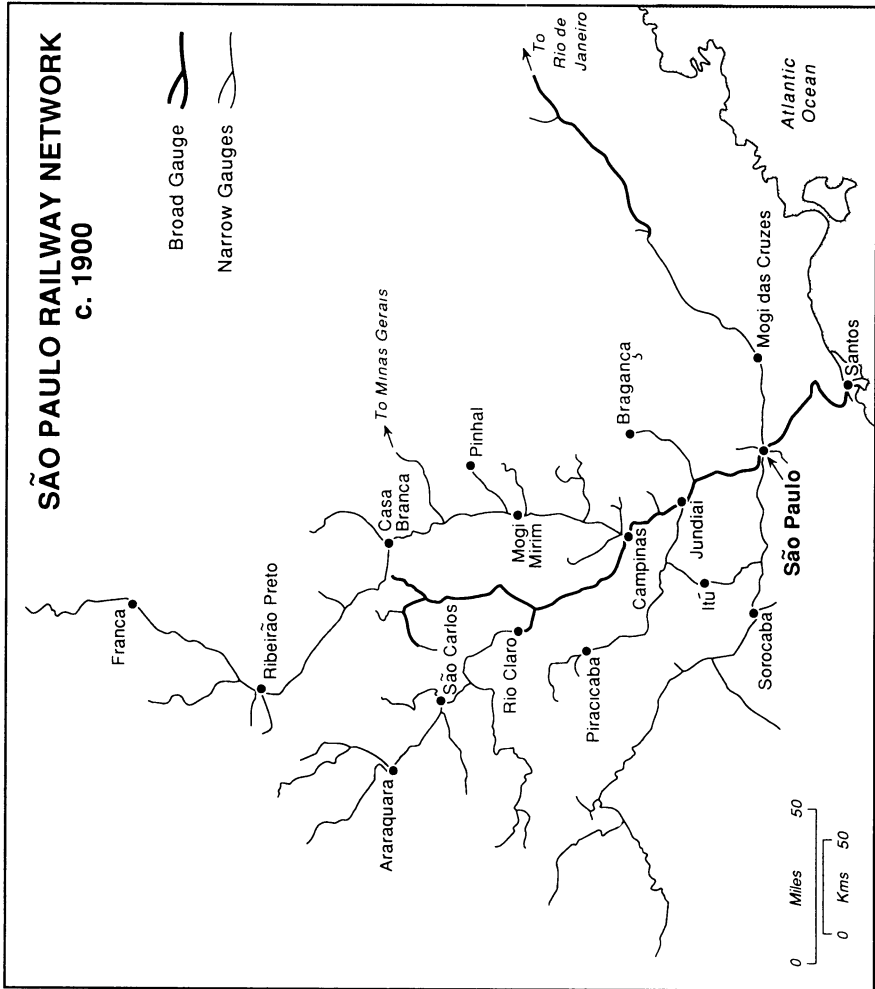 SÃO PAULO RAILWAY NETWORK
c. 1900
Broad Gauge
Narrow Gauges
To
Rio de
Janeiro
Atlantic
Ocean
To Minas Gerais
Franca
Ribeirão Preto
Casa
Branca
Pinhal
Mogi
Mirim
Bragança
Mogi das Cruzes
Araraquara
São Carlos
Rio Claro
Campinas
Jundiaí
Piracicaba
Itú
Sorocaba
São Paulo
Santos
Miles
0 50
0 50
Kms